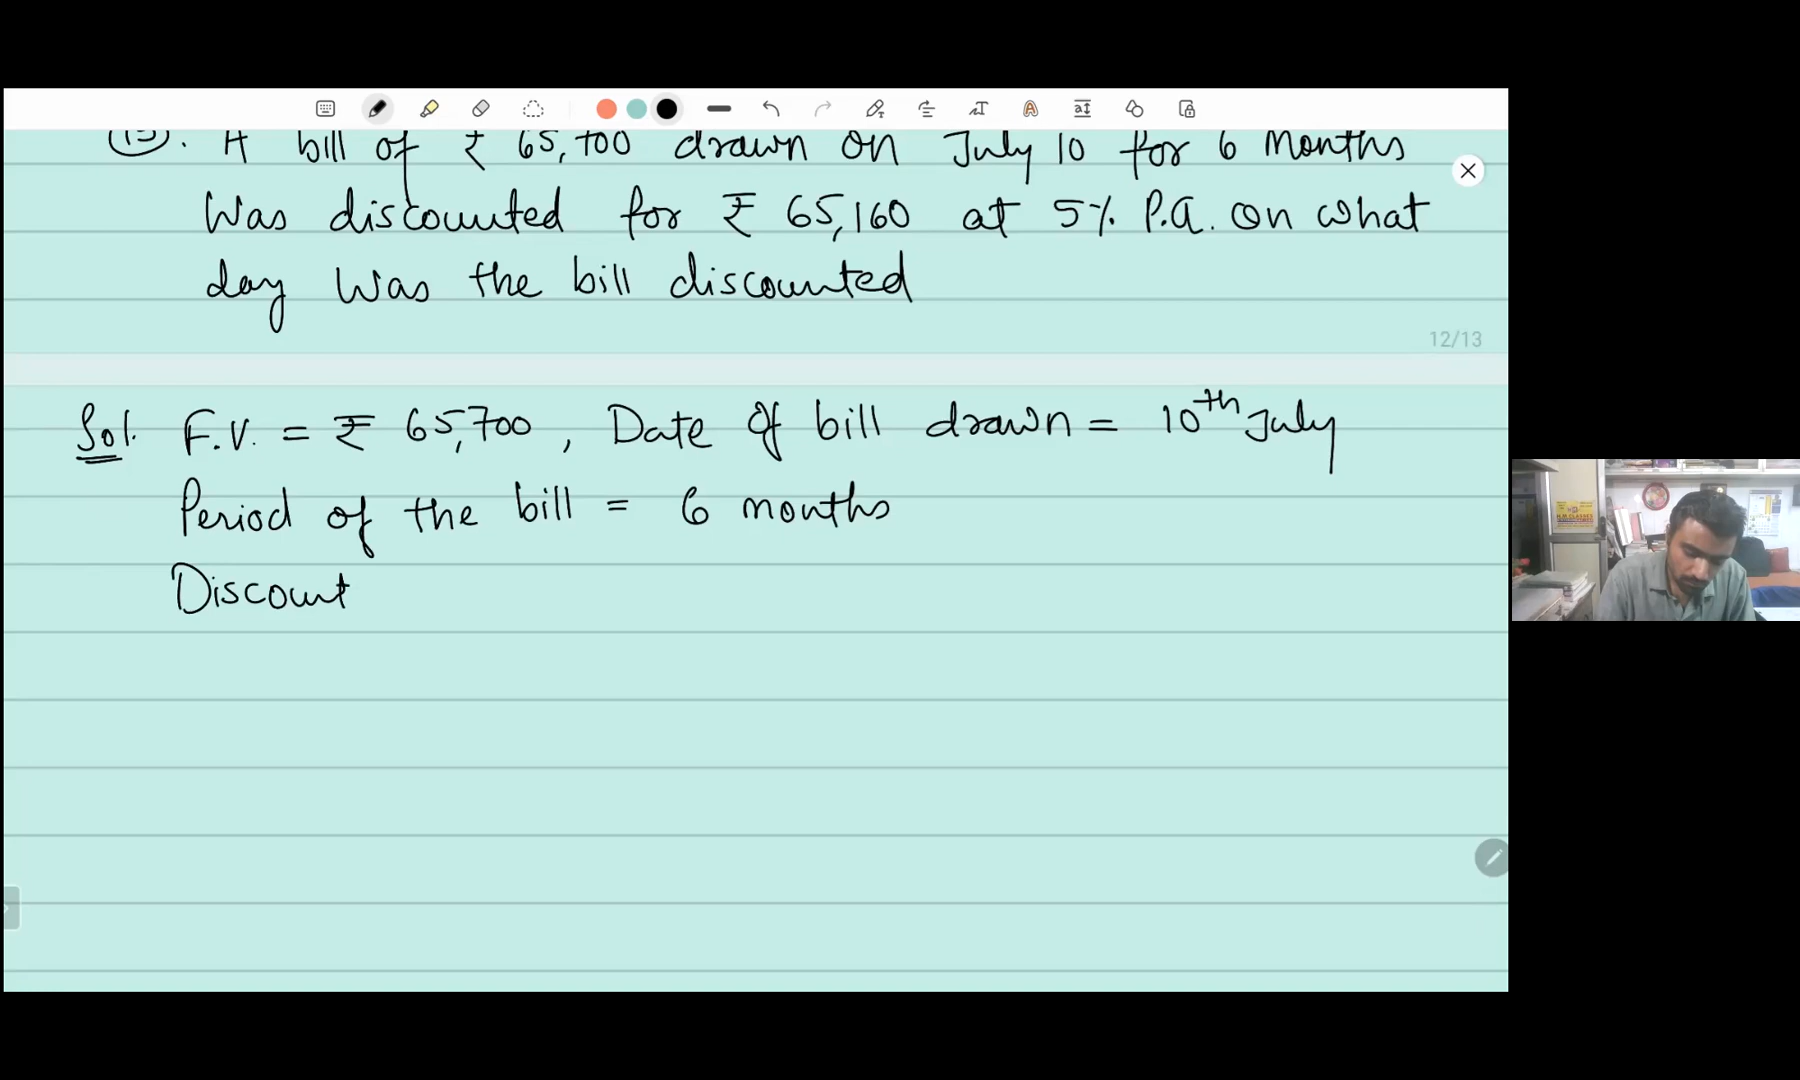 (13). A bill of ₹ 65,700 drawn on July 10 for 6 Months
Was discounted for ₹ 65,160 at 5% P.a. on what
day Was the bill discounted
12/13
Sol. F.V. = ₹ 65,700, Date of bill drawn = 10th July
Period of the bill = 6 months
Discount